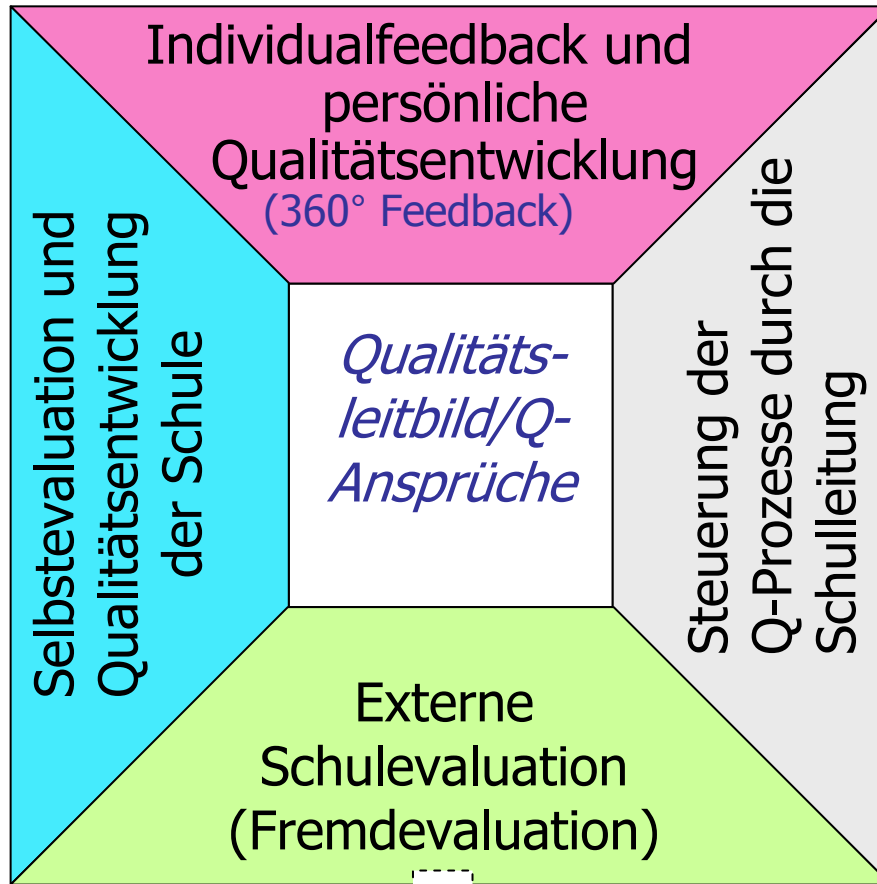 Individualfeedback und
persönliche
Qualitätsentwicklung
(360° Feedback)
Selbstevaluation und
Qualitätsentwicklung
der Schule
Qualitäts-
leitbild/Q-
Ansprüche
Steuerung der
Q-Prozesse durch die
Schulleitung
Externe
Schulevaluation
(Fremdevaluation)